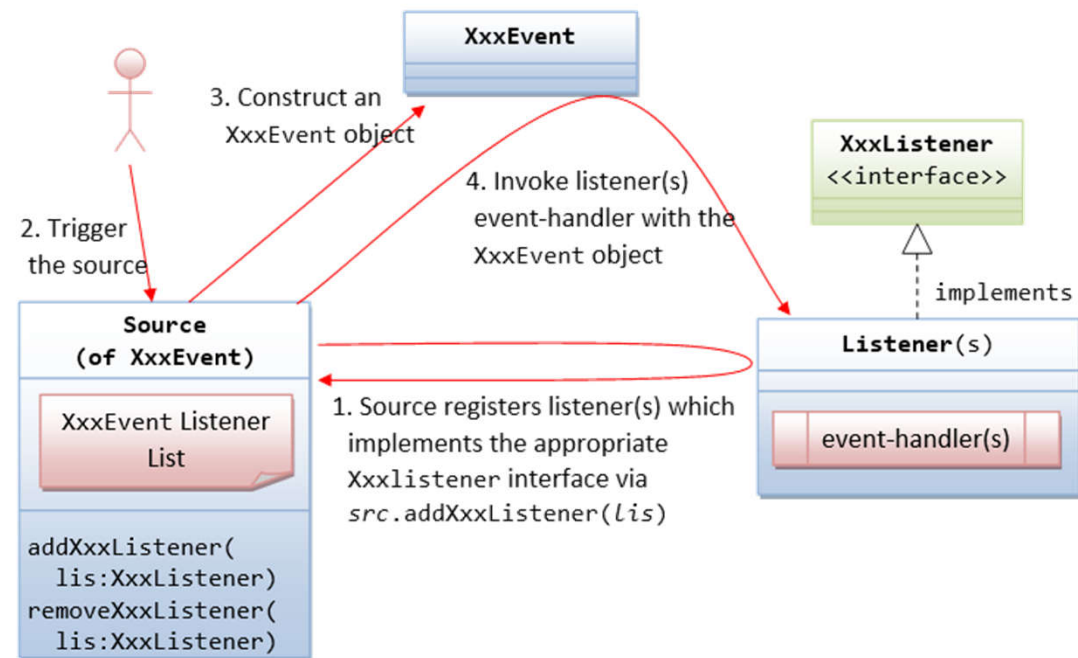 XxxEvent
3. Construct an
XxxEvent object
XxxListener
<<interface>>
4. Invoke listener(s)
event-handler with the
XxxEvent object
2. Trigger
the source
implements
Source
(of XxxEvent)
Listener(s)
XxxEvent Listener
List
1. Source registers listener(s) which
implements the appropriate
Xxxlistener interface via
src.addXxxListener(lis)
event-handler(s)
addXxxListener(
lis:XxxListener)
removeXxxListener(
lis:XxxListener)